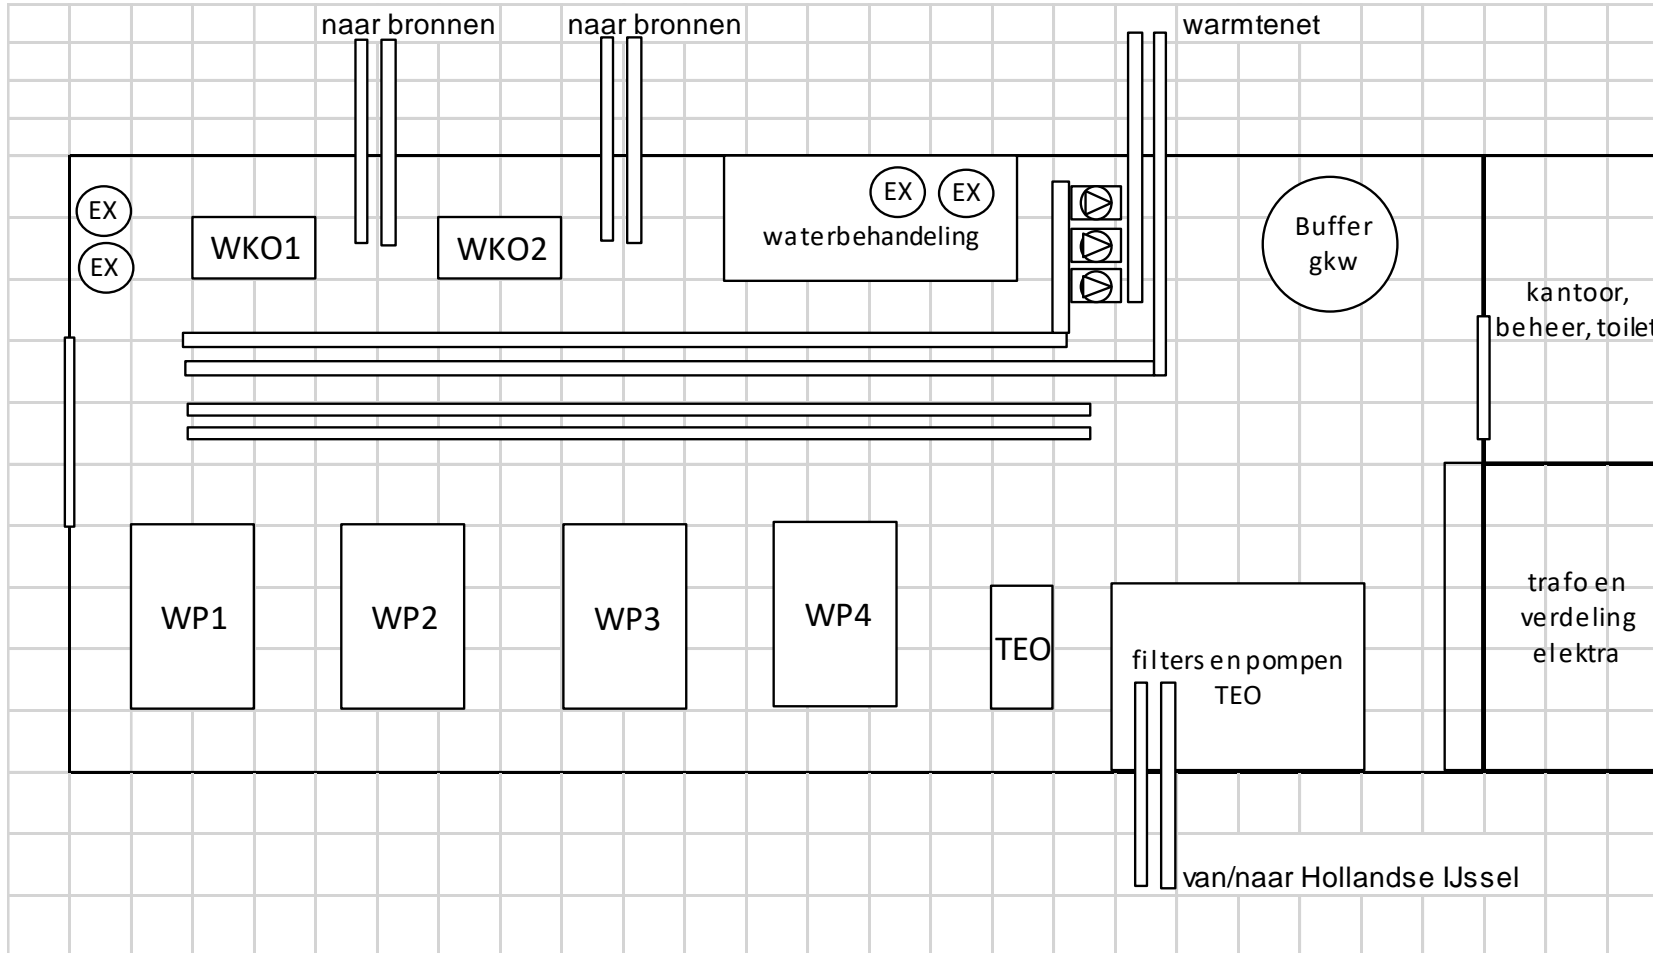 naar bronnen
naar bronnen
warmtenet
EX
EX
WKO1
WKO2
EX
EX
waterbehandeling
Buffer
gkw
kantoor,
beheer, toilet
WP1
WP2
WP3
WP4
TEO
filters en pompen
TEO
trafo en
verdeling
elektra
van/naar Hollandse IJssel